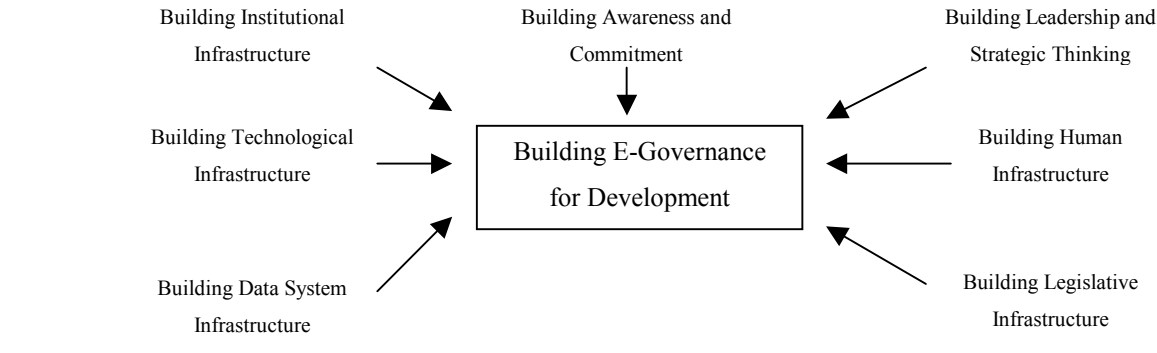 Building Institutional
Infrastructure
Building Awareness and
Commitment
Building Leadership and
Strategic Thinking
Building Technological
Infrastructure
Building E-Governance
for Development
Building Human
Infrastructure
Building Data System
Infrastructure
Building Legislative
Infrastructure